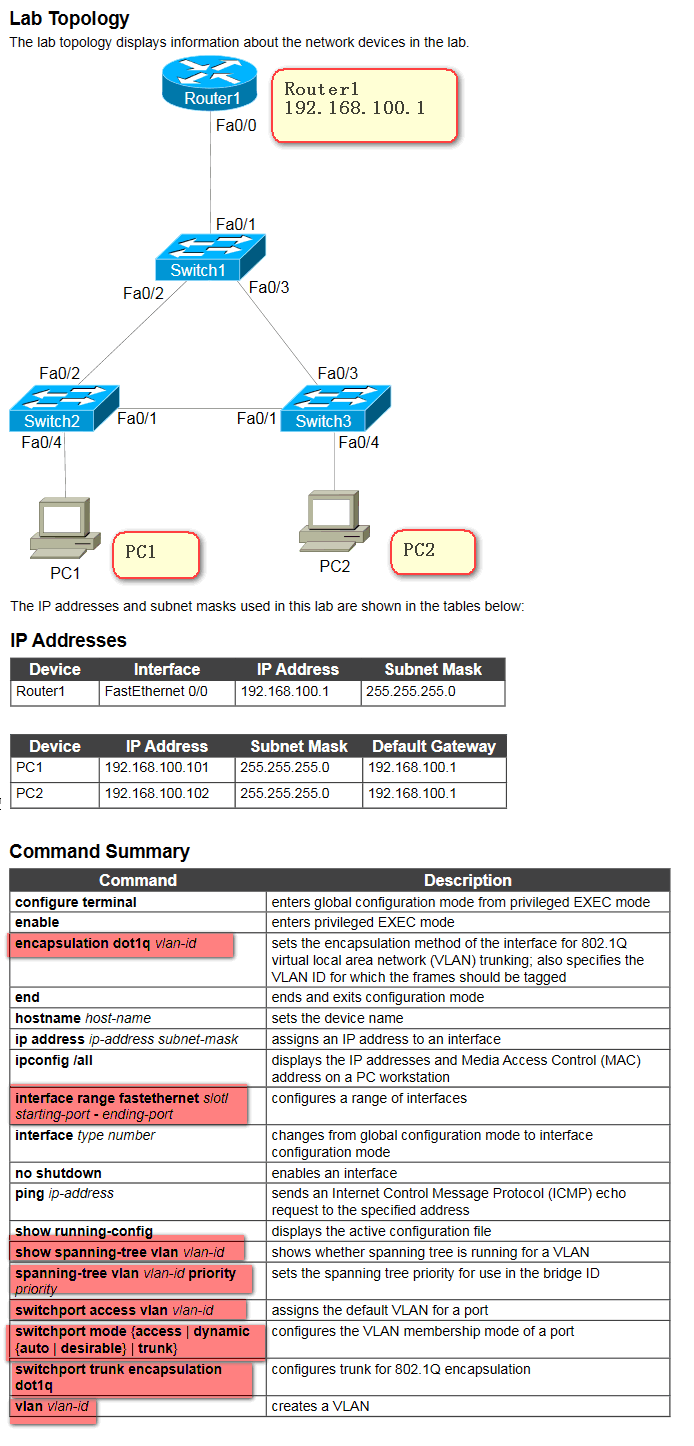 Lab Topology
The lab topology displays information about the network devices in the lab.
Router1
Router1
192.168.100.1
Fa0/0
Fa0/1
Switch1
Fa0/2
Fa0/3
Fa0/2
Fa0/3
Switch2
Fa0/1
Fa0/1
Switch3
Fa0/4
Fa0/4
PC1
PC2
PC1
PC2
The IP addresses and subnet masks used in this lab are shown in the tables below:
IP Addresses
Device Interface IP Address Subnet Mask
Router1 FastEthernet 0/0 192.168.100.1 255.255.255.0
Device IP Address Subnet Mask Default Gateway
PC1 192.168.100.101 255.255.255.0 192.168.100.1
PC2 192.168.100.102 255.255.255.0 192.168.100.1
Command Summary
Command Description
configure terminal enters global configuration mode from privileged EXEC mode
enable enters privileged EXEC mode
encapsulation dot1q vlan-id sets the encapsulation method of the interface for 802.1Q
virtual local area network (VLAN) trunking; also specifies the
VLAN ID for which the frames should be tagged
end ends and exits configuration mode
hostname host-name sets the device name
ip address ip-address subnet-mask assigns an IP address to an interface
ipconfig /all displays the IP addresses and Media Access Control (MAC)
address on a PC workstation
interface range fastethernet slot/ configures a range of interfaces
starting-port - ending-port
interface type number changes from global configuration mode to interface
configuration mode
no shutdown enables an interface
ping ip-address sends an Internet Control Message Protocol (ICMP) echo
request to the specified address
show running-config displays the active configuration file
show spanning-tree vlan vlan-id shows whether spanning tree is running for a VLAN
spanning-tree vlan vlan-id priority sets the spanning tree priority for use in the bridge ID
priority
switchport access vlan vlan-id assigns the default VLAN for a port
switchport mode {access | dynamic configures the VLAN membership mode of a port
{auto | desirable} | trunk}
switchport trunk encapsulation configures trunk for 802.1Q encapsulation
dot1q
vlan vlan-id creates a VLAN